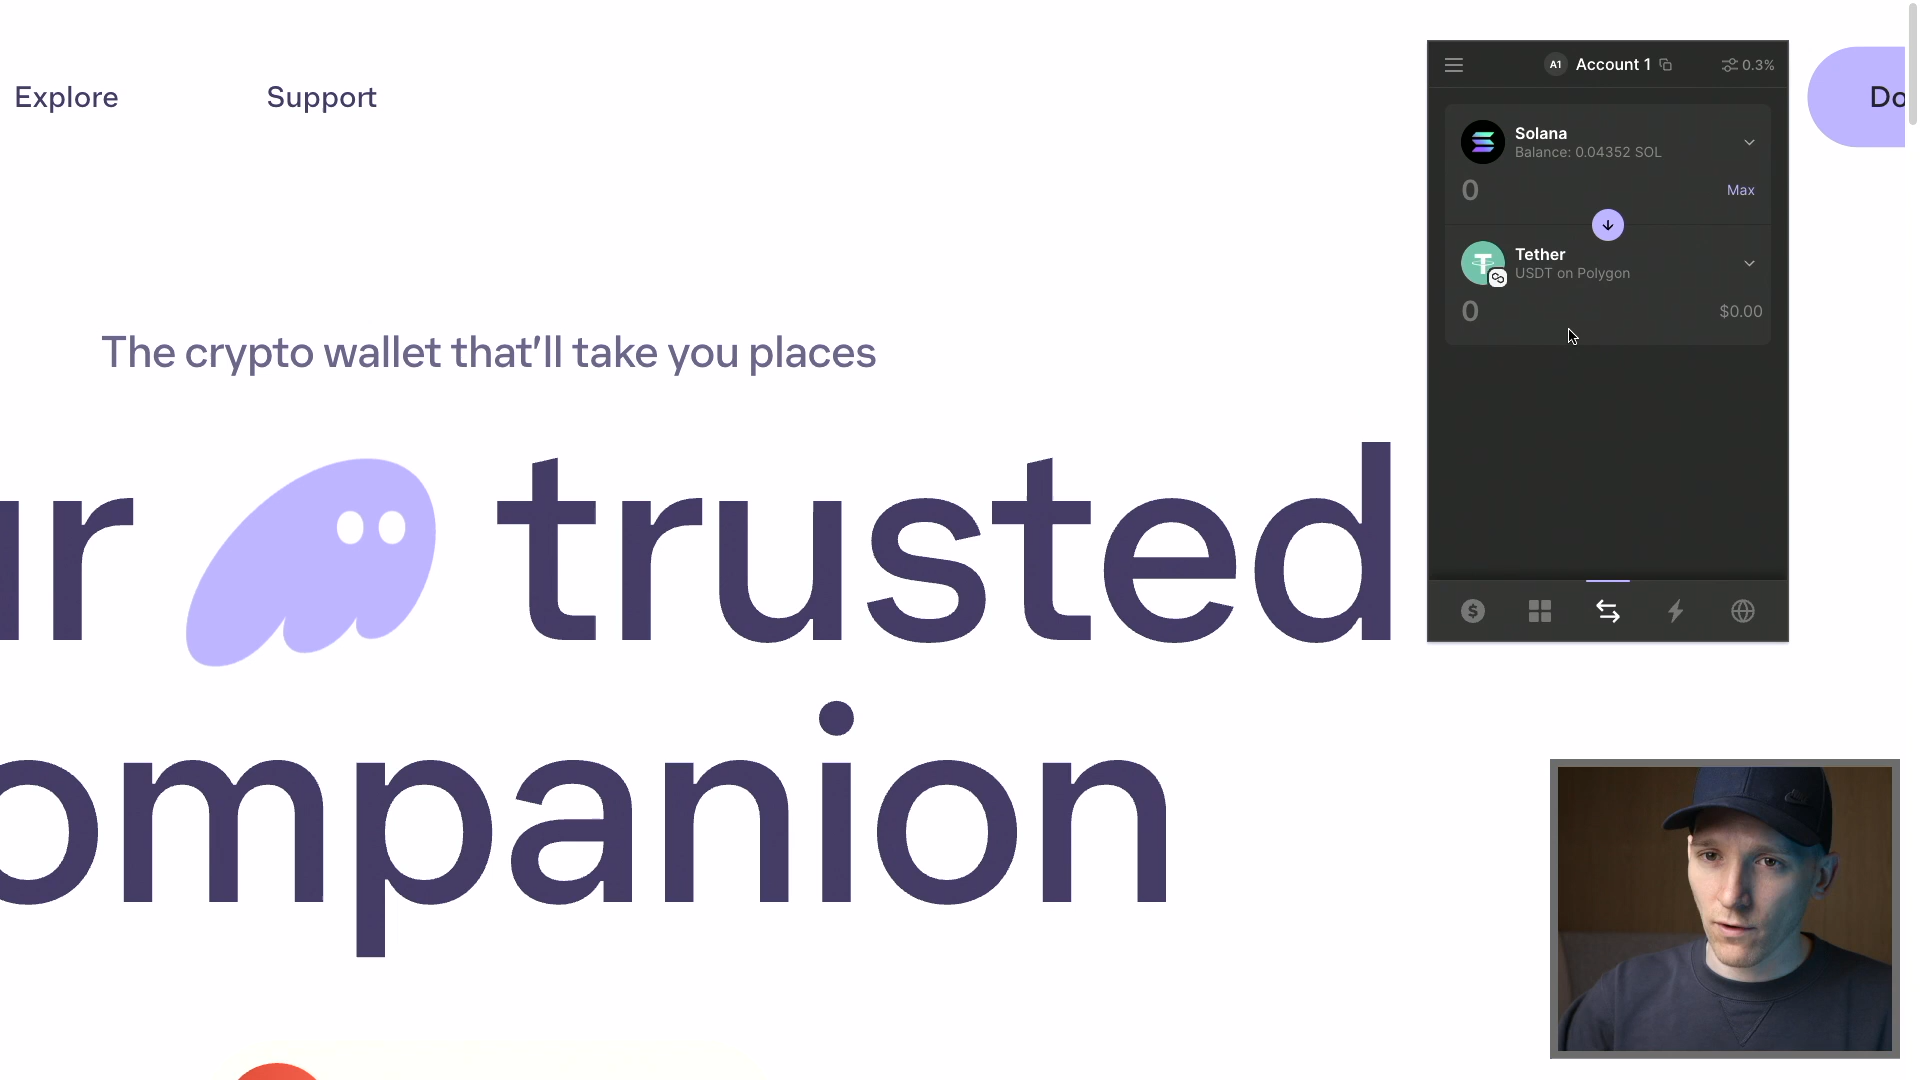 Explore
Support
Do
The crypto wallet that'll take you places
ur trusted
ompanion
A1 Account 1
0.3%
Solana
Balance: 0.04352 SOL
0
Max
Tether
USDT on Polygon
0
$0.00